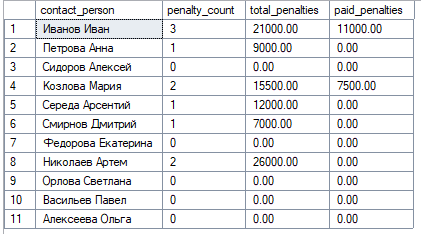 contact_person penalty_count total_penalties paid_penalties
1 Иванов Иван 3 21000.00 11000.00
2 Петрова Анна 1 9000.00 0.00
3 Сидоров Алексей 0 0.00 0.00
4 Козлова Мария 2 15500.00 7500.00
5 Середа Арсентий 1 12000.00 0.00
6 Смирнов Дмитрий 1 7000.00 0.00
7 Федорова Екатерина 0 0.00 0.00
8 Николаев Артем 2 26000.00 0.00
9 Орлова Светлана 0 0.00 0.00
10 Васильев Павел 0 0.00 0.00
11 Алексеева Ольга 0 0.00 0.00